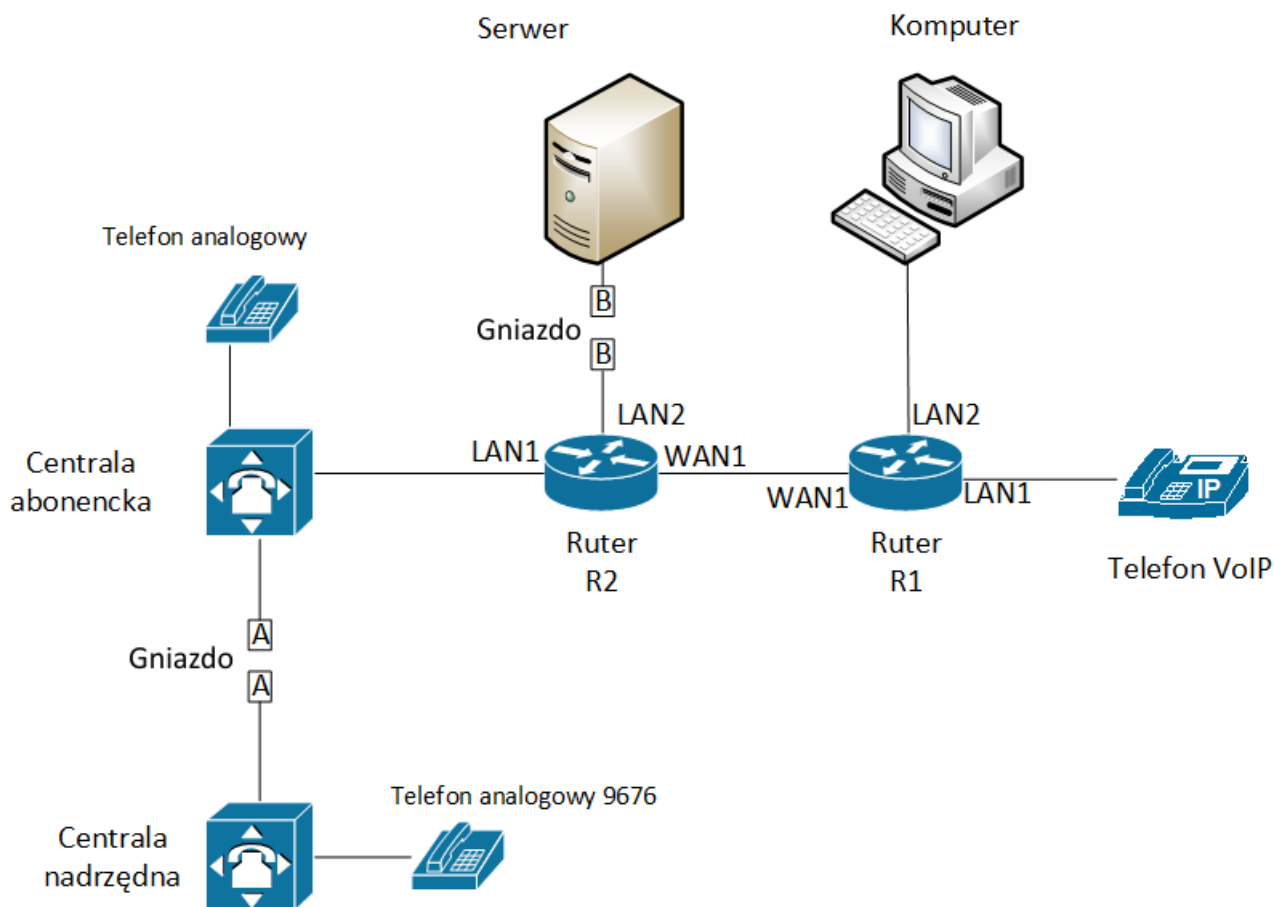 Serwer
Komputer
Telefon analogowy
B
Gniazdo
B
LAN2
LAN2
LAN1
WAN1
WAN1
LAN1
IP
Centrala
abonencka
Ruter
R2
Ruter
R1
Telefon VoIP
A
Gniazdo
A
Telefon analogowy 9676
Centrala
nadrzędna